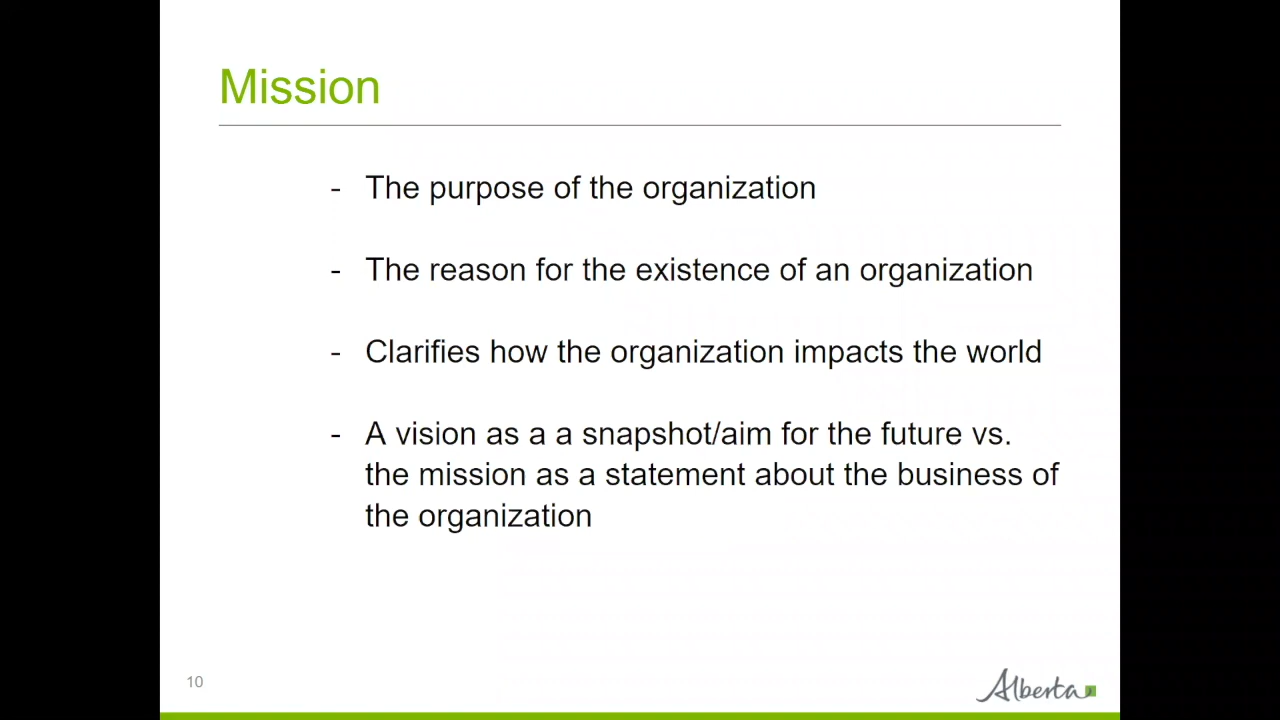 Mission
- The purpose of the organization
- The reason for the existence of an organization
- Clarifies how the organization impacts the world
- A vision as a a snapshot/aim for the future vs.
the mission as a statement about the business of
the organization
10
Alberta